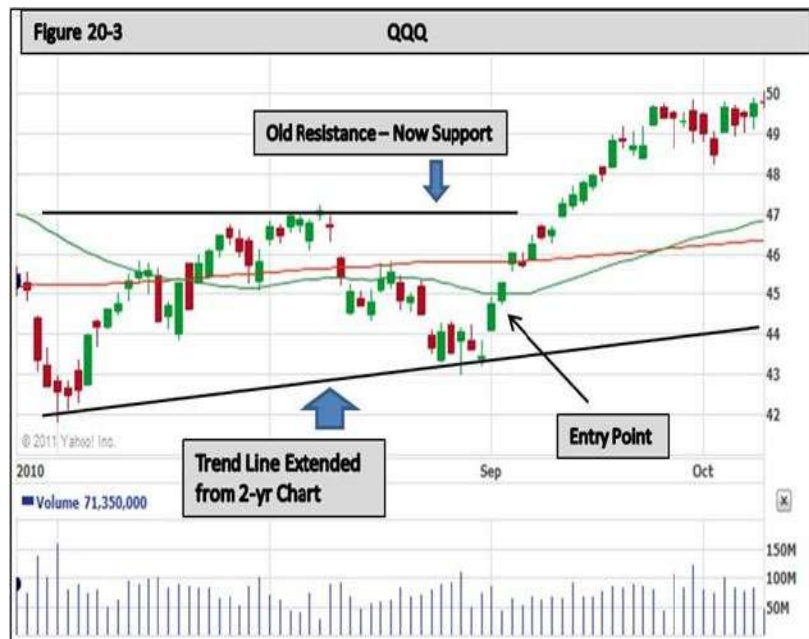 Figure 20-3 QQQ
50
Old Resistance – Now Support
49
48
47
46
45
44
43
42
Entry Point
© 2011 Yahoo! Inc.
Trend Line Extended
from 2-yr Chart
2010 Sep Oct
Volume 71,350,000 x
150M
100M
50M